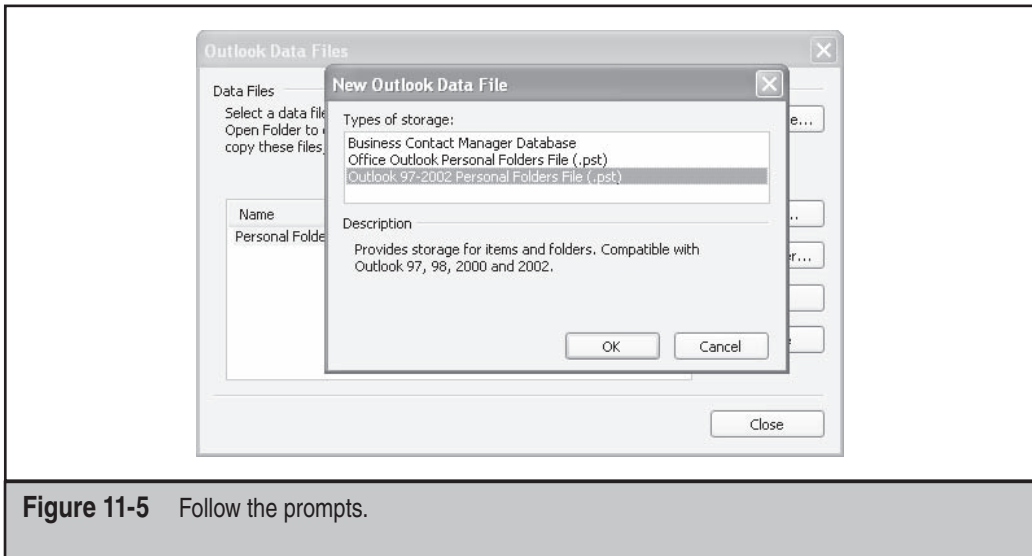 Outlook Data Files
Data Files
Select a data file
Open Folder to
copy these files,
Name
Personal Folde
e...
..
r...
Close
New Outlook Data File
Types of storage:
Business Contact Manager Database
Office Outlook Personal Folders File (.pst)
Outlook 97-2002 Personal Folders File (.pst)
Description
Provides storage for items and folders. Compatible with
Outlook 97, 98, 2000 and 2002.
OK
Cancel
Figure 11-5 Follow the prompts.